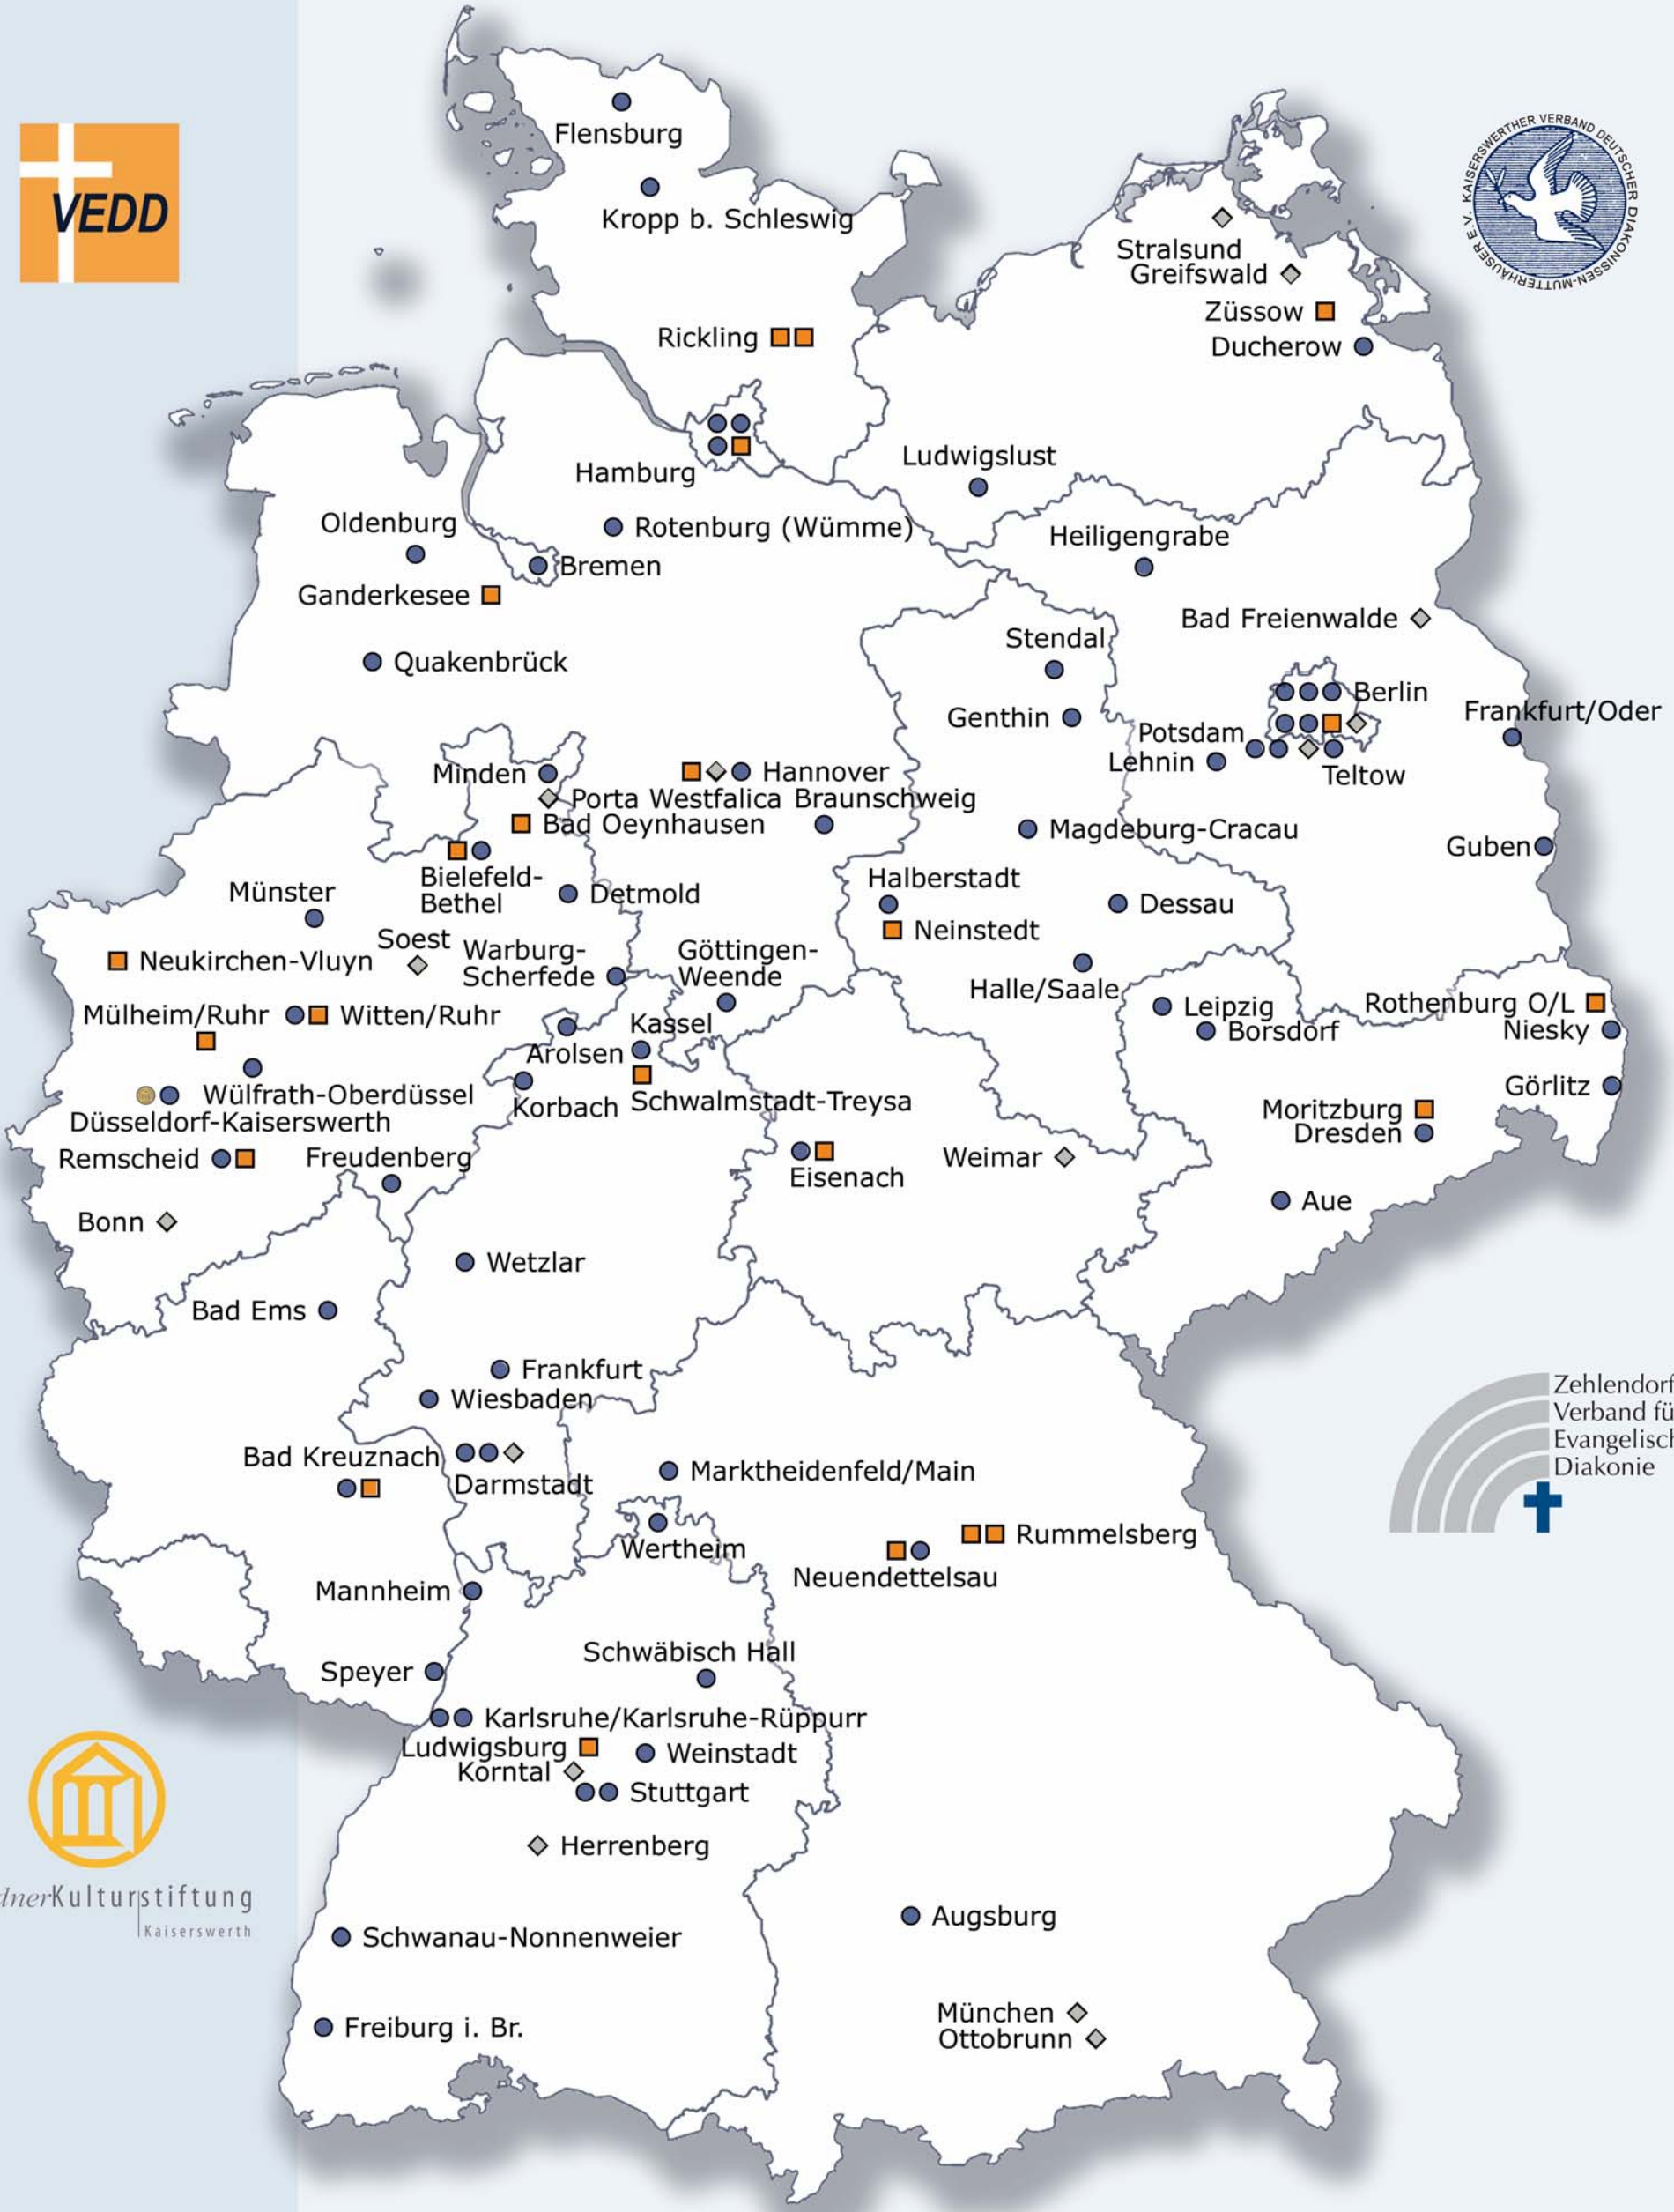 VEDD
KAISERSWERTHER VERBAND DEUTSCHER DIAKONISSEN-MUTTERHÄUSER E.V.
Flensburg
Kropp b. Schleswig
Stralsund
Greifswald
Züssow
Rickling
Ducherow
Ludwigslust
Hamburg
Oldenburg
Rotenburg (Wümme)
Heiligengrabe
Bremen
Ganderkesee
Bad Freienwalde
Stendal
Quakenbrück
Berlin
Frankfurt/Oder
Genthin
Potsdam
Lehnin
Teltow
Minden
Hannover
Porta Westfalica
Braunschweig
Bad Oeynhausen
Magdeburg-Cracau
Guben
Bielefeld-
Bethel
Halberstadt
Münster
Detmold
Dessau
Neinstedt
Soest
Warburg-
Scherfede
Göttingen-
Weende
Neukirchen-Vluyn
Halle/Saale
Leipzig
Rothenburg O/L
Mülheim/Ruhr
Witten/Ruhr
Kassel
Borsdorf
Niesky
Arolsen
Wülfrath-Oberdüssel
Görlitz
Korbach
Schwalmstadt-Treysa
Moritzburg
Düsseldorf-Kaiserswerth
Dresden
Remscheid
Freudenberg
Weimar
Eisenach
Aue
Bonn
Wetzlar
Bad Ems
Frankfurt
Wiesbaden
Zehlendorf
Verband fü
Evangelisch
Diakonie
Bad Kreuznach
Darmstadt
Marktheidenfeld/Main
Rummelsberg
Wertheim
Neuendettelsau
Mannheim
Schwäbisch Hall
Speyer
Karlsruhe/Karlsruhe-Rüppurr
Ludwigsburg
Weinstadt
Korntal
Stuttgart
Herrenberg
dnerKulturstiftung
Kaiserswerth
Augsburg
Schwanau-Nonnenweier
München
Freiburg i. Br.
Ottobrunn